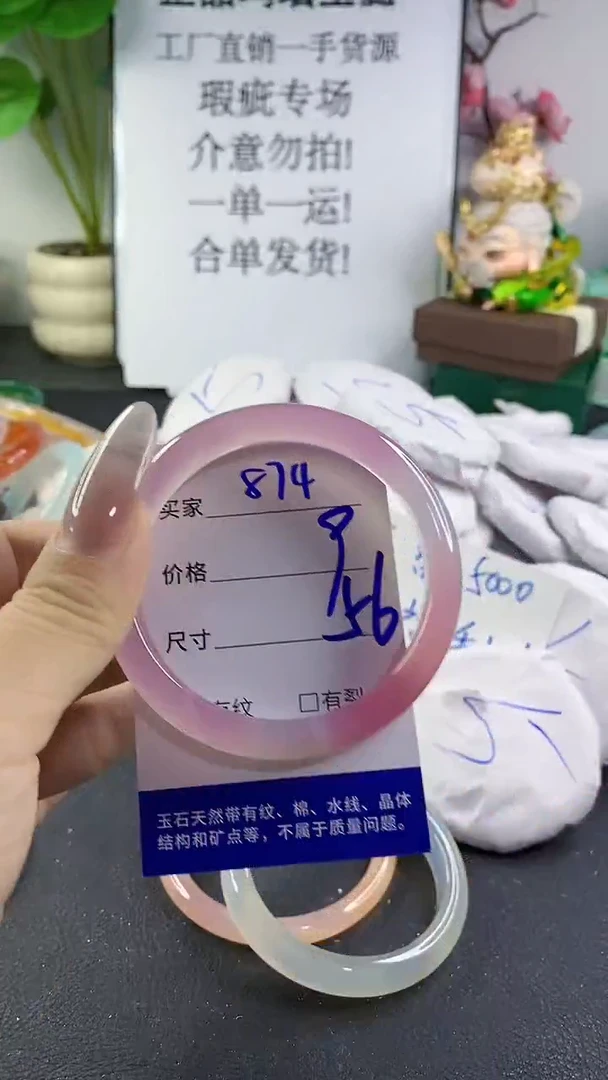 工厂直销一手货源
瑕疵专场
介意勿拍!
一单一运!
合单发货!
买家 874
价格
尺寸 56
有纹 □有裂
5000
玉石天然带有纹、棉、水线、晶体
结构和矿点等，不属于质量问题。